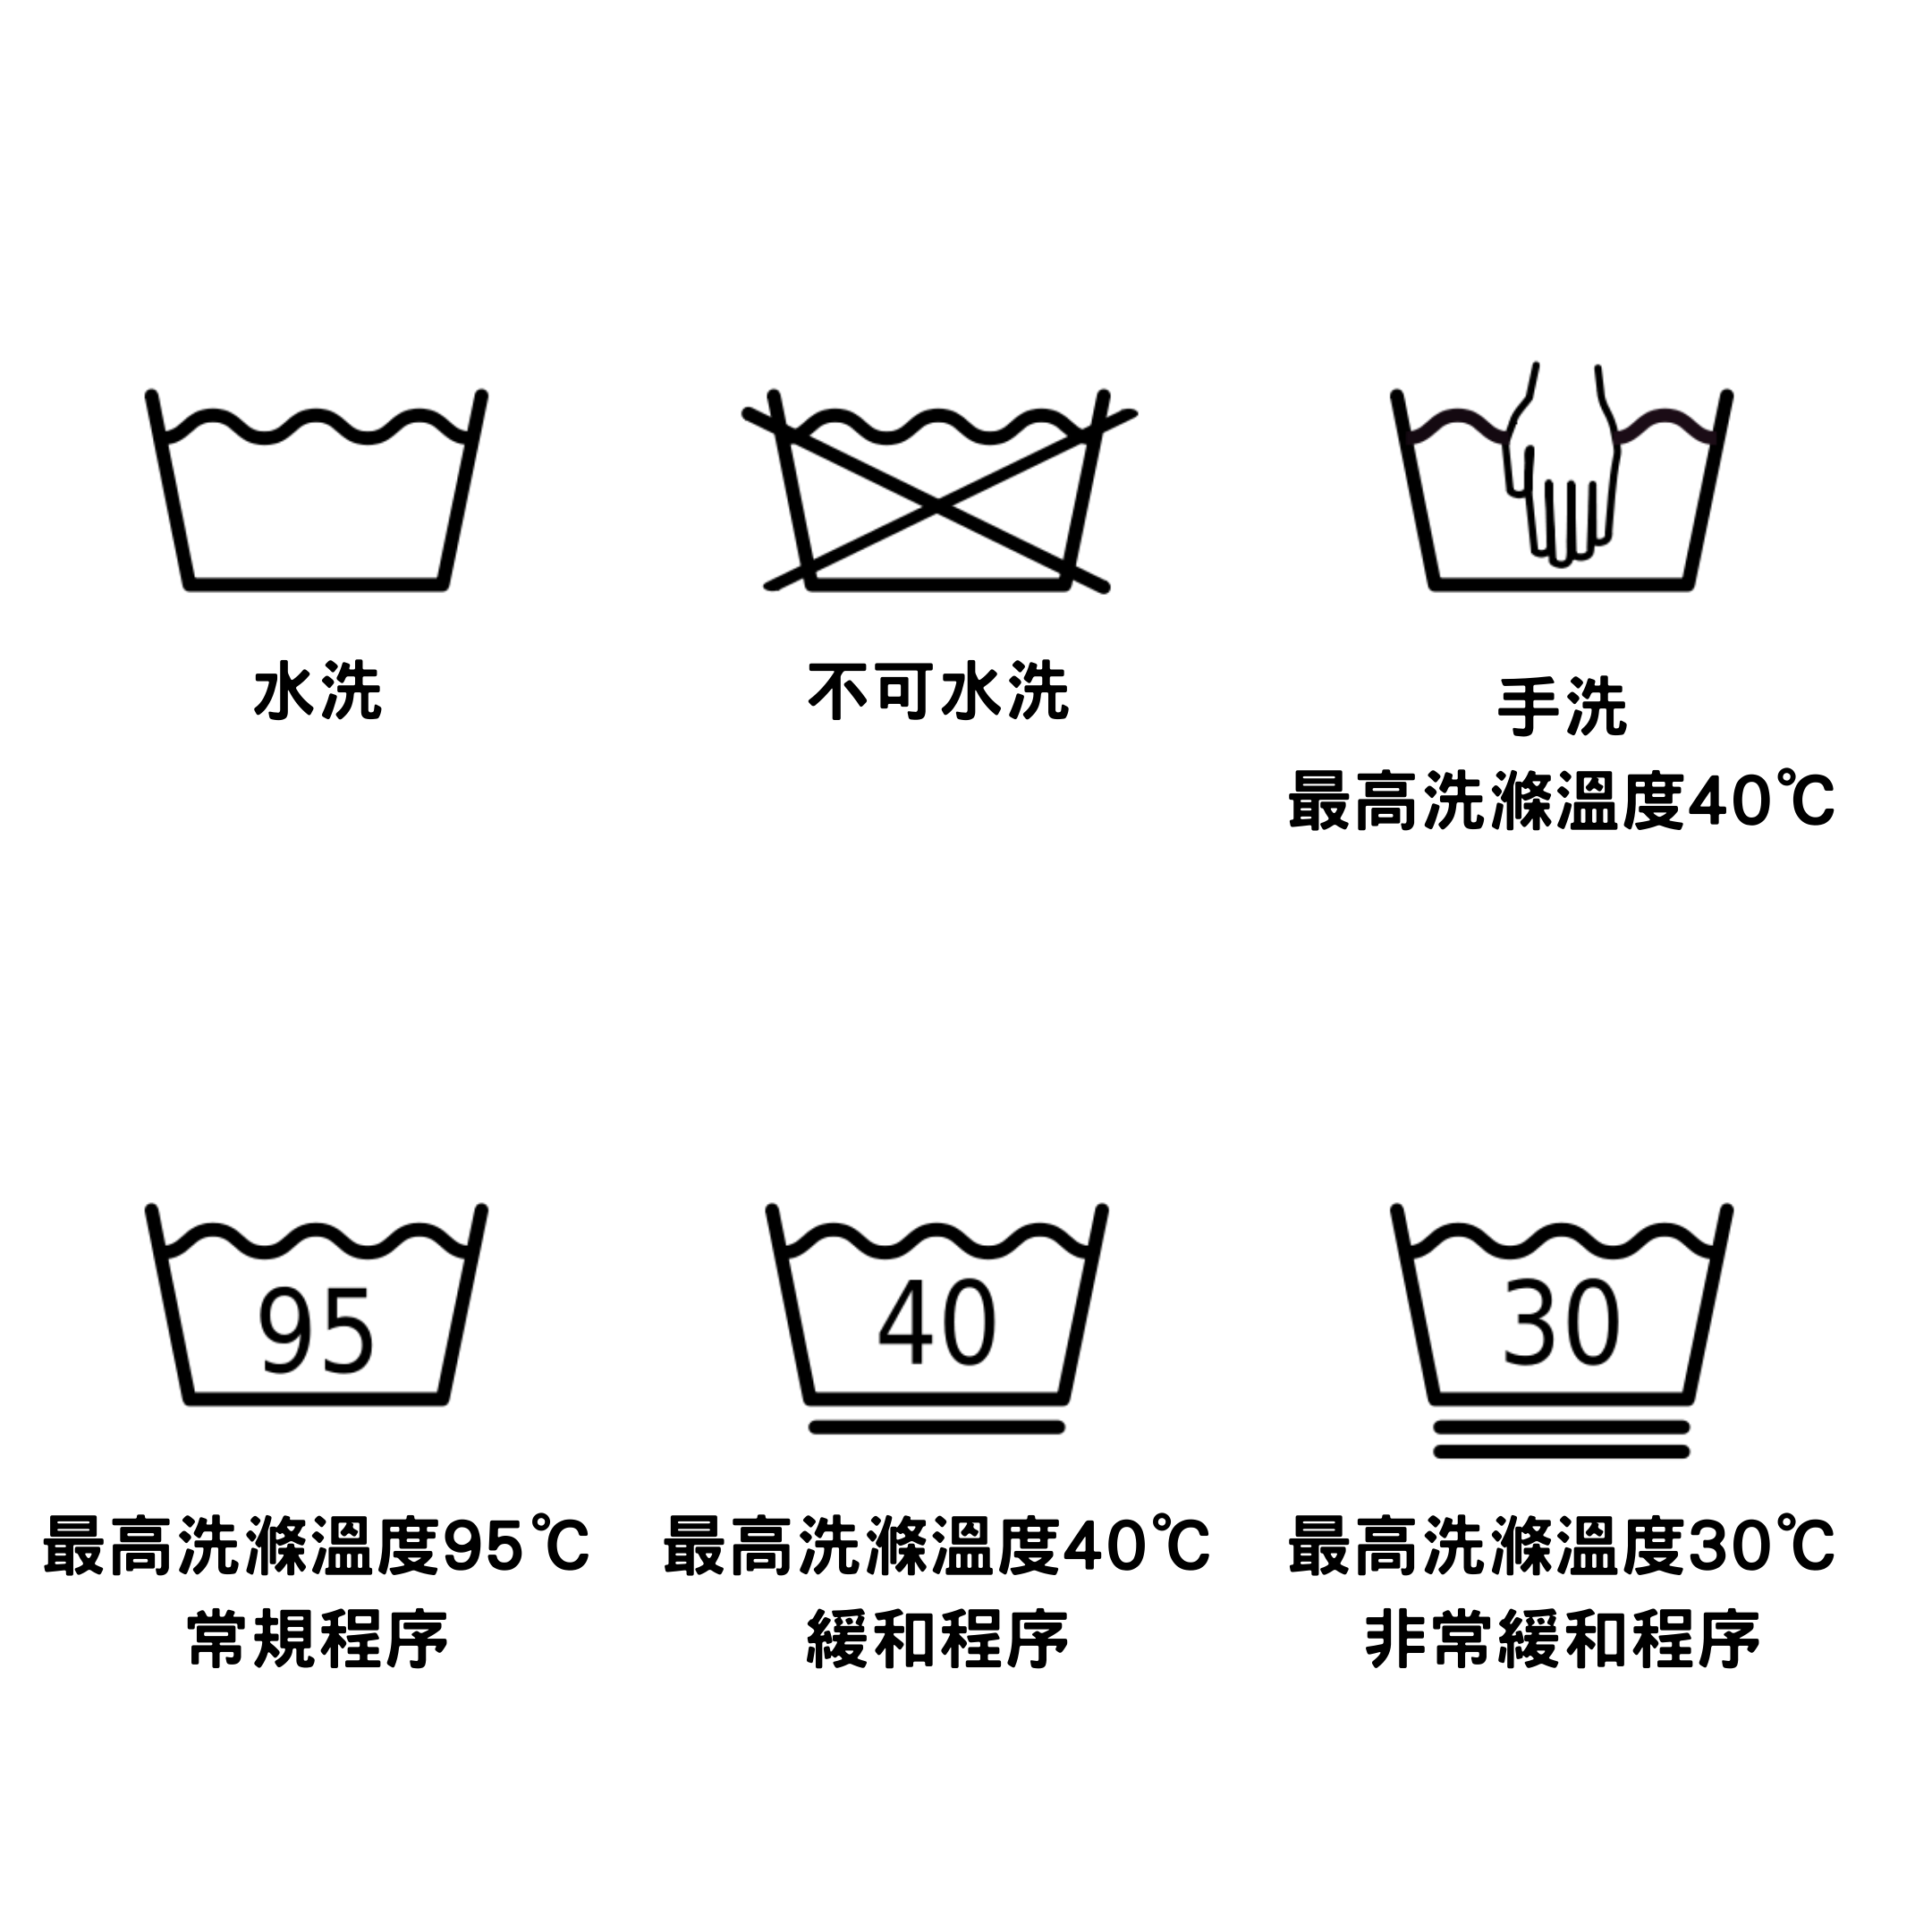 水洗
不可水洗
手洗
最高洗滌溫度40℃
95
40
30
最高洗滌溫度95℃
常規程序
最高洗滌溫度40℃
緩和程序
最高洗滌溫度30℃
非常緩和程序